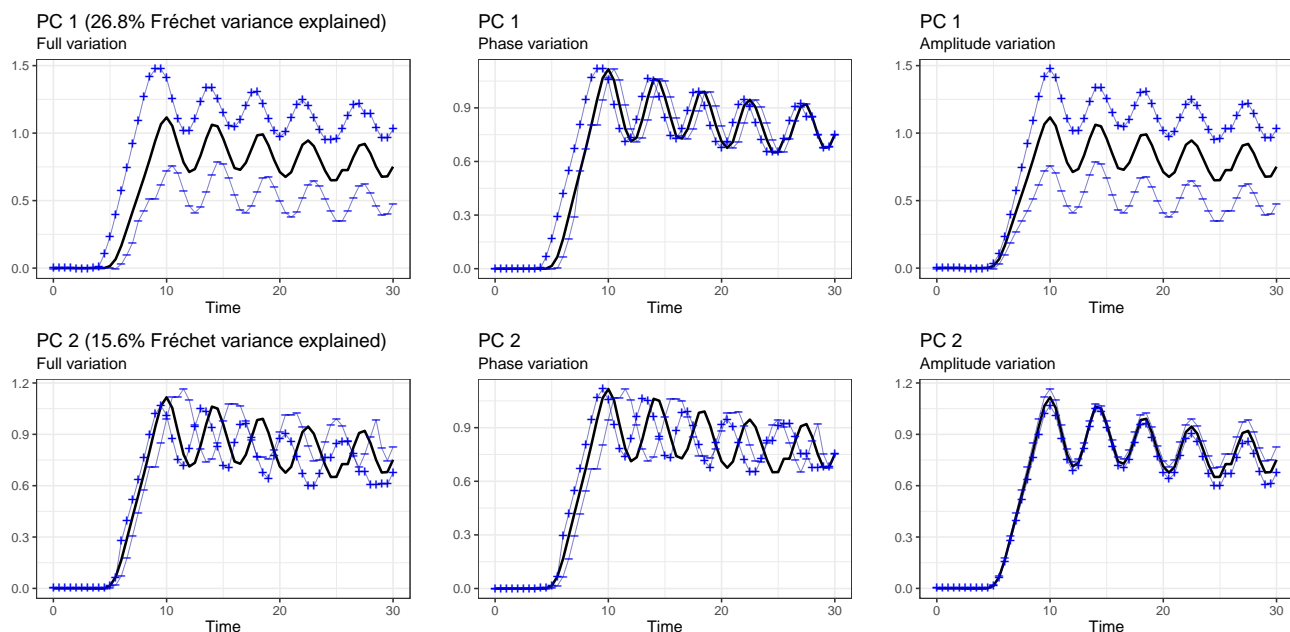 PC 1 (26.8% Fréchet variance explained)
Full variation
1.5
1.0
0.5
0.0
0
10
20
30
Time
PC 1
Phase variation
0.9
0.6
0.3
0.0
0
10
20
30
Time
PC 1
Amplitude variation
1.5
1.0
0.5
0.0
0
10
20
30
Time
PC 2 (15.6% Fréchet variance explained)
Full variation
1.2
0.9
0.6
0.3
0.0
0
10
20
30
Time
PC 2
Phase variation
0.9
0.6
0.3
0.0
0
10
20
30
Time
PC 2
Amplitude variation
1.2
0.9
0.6
0.3
0.0
0
10
20
30
Time